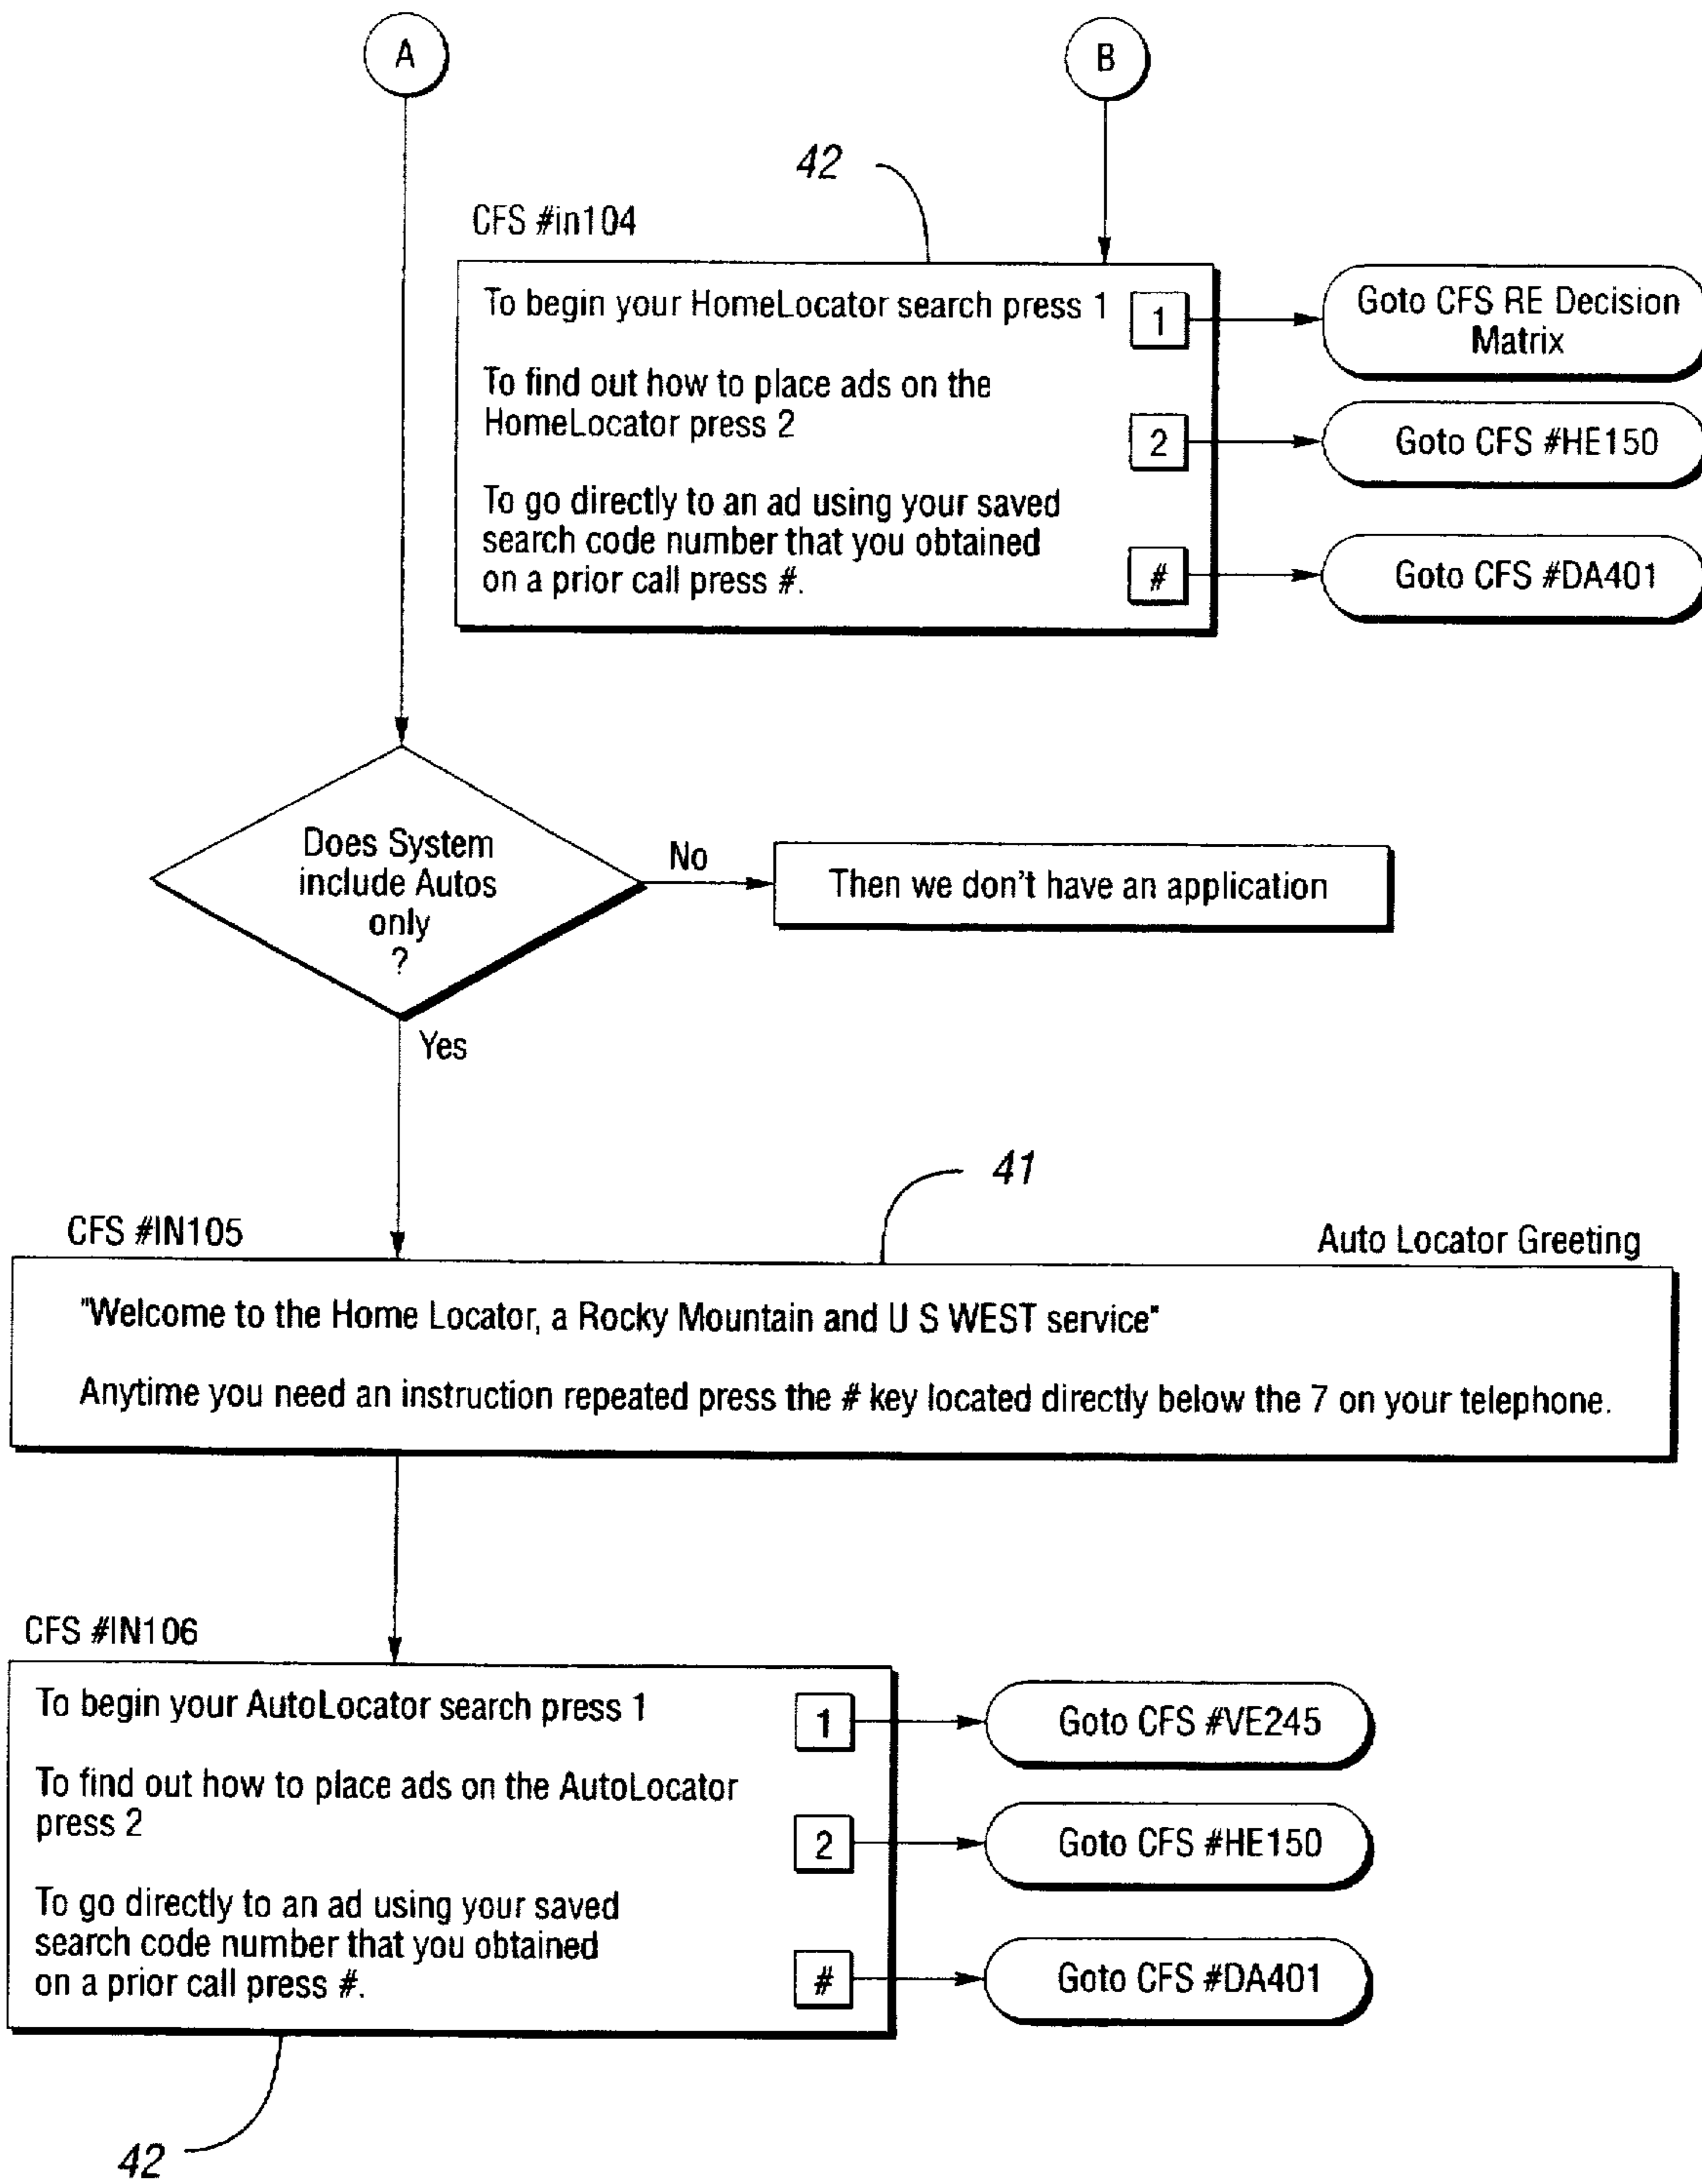 A
B
42
CFS #in104
To begin your HomeLocator search press 1
1
Goto CFS RE Decision
Matrix
To find out how to place ads on the
HomeLocator press 2
2
Goto CFS #HE150
To go directly to an ad using your saved
search code number that you obtained
on a prior call press #.
#
Goto CFS #DA401
Does System
include Autos
only
?
No
Then we don't have an application
Yes
41
CFS #IN105
Auto Locator Greeting
"Welcome to the Home Locator, a Rocky Mountain and U S WEST service"
Anytime you need an instruction repeated press the # key located directly below the 7 on your telephone.
CFS #IN106
To begin your AutoLocator search press 1
1
Goto CFS #VE245
To find out how to place ads on the AutoLocator
press 2
2
Goto CFS #HE150
To go directly to an ad using your saved
search code number that you obtained
on a prior call press #.
#
Goto CFS #DA401
42